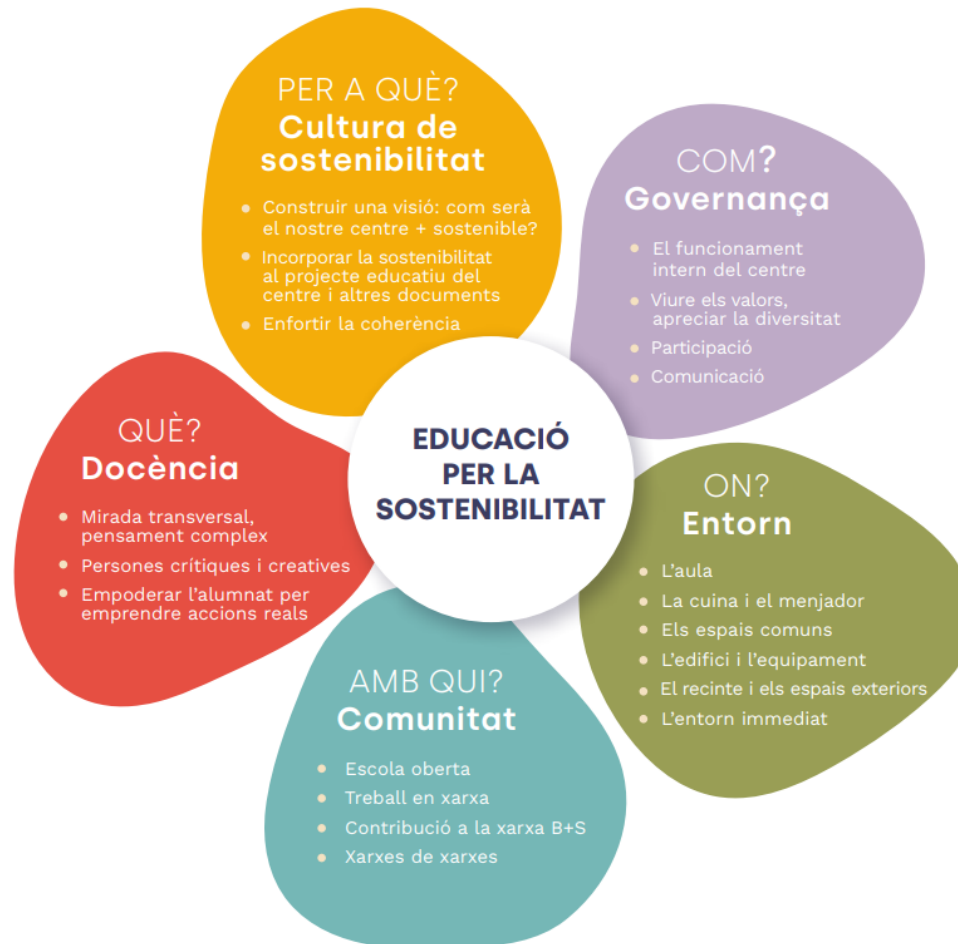 PER A QUÈ?
Cultura de
sostenibilitat
Construir una visió: com serà
el nostre centre + sostenible?
Incorporar la sostenibilitat
al projecte educatiu del
centre i altres documents
Enfortir la coherència
COM?
Governança
El funcionament
intern del centre
Viure els valors,
apreciar la diversitat
Participació
Comunicació
QUÈ?
Docència
Mirada transversal,
pensament complex
Persones crítiques i creatives
Empoderar l'alumnat per
emprendre accions reals
EDUCACIÓ
PER LA
SOSTENIBILITAT
ON?
Entorn
L'aula
La cuina i el menjador
Els espais comuns
L'edifici i l'equipament
El recinte i els espais exteriors
L'entorn immediat
AMB QUI?
Comunitat
Escola oberta
Treball en xarxa
Contribució a la xarxa B+S
Xarxes de xarxes